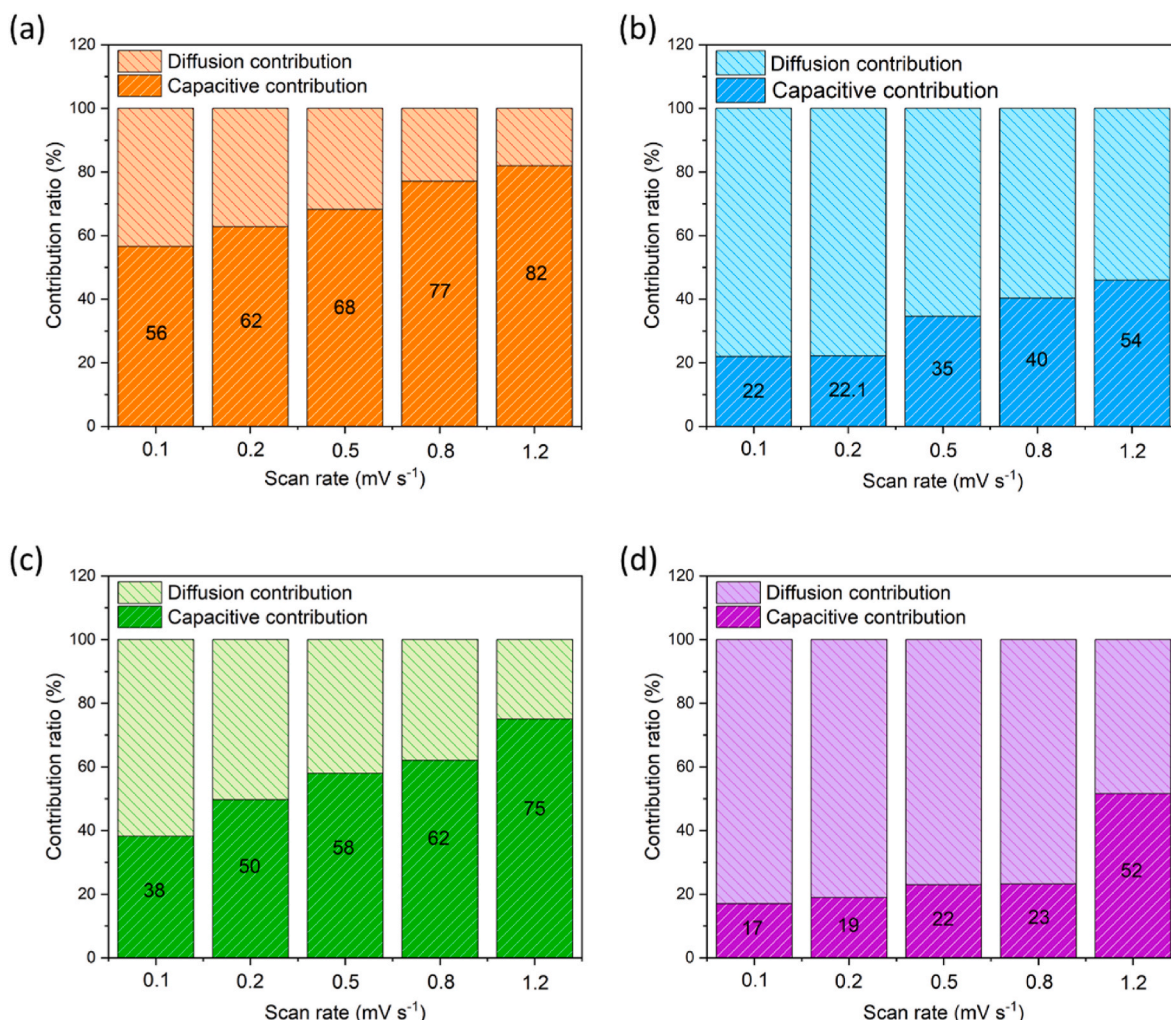 (a)
120
100
80
60
40
20
0
Contribution ratio (%)
Diffusion contribution
Capacitive contribution
56
62
68
77
82
0.1 0.2 0.5 0.8 1.2
Scan rate (mV s⁻¹)
(b)
120
100
80
60
40
20
0
Contribution ratio (%)
Diffusion contribution
Capacitive contribution
22
22.1
35
40
54
0.1 0.2 0.5 0.8 1.2
Scan rate (mV s⁻¹)
(c)
120
100
80
60
40
20
0
Contribution ratio (%)
Diffusion contribution
Capacitive contribution
38
50
58
62
75
0.1 0.2 0.5 0.8 1.2
Scan rate (mV s⁻¹)
(d)
120
100
80
60
40
20
0
Contribution ratio (%)
Diffusion contribution
Capacitive contribution
17
19
22
23
52
0.1 0.2 0.5 0.8 1.2
Scan rate (mV s⁻¹)